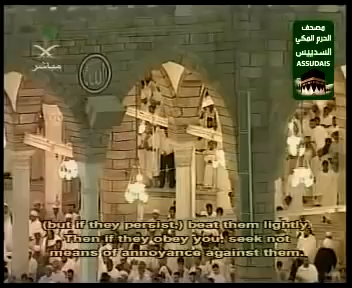 مصحف
الحرم المكي
السديس
ASSUDAIS
مباشر
الله
(but if they persist,) beat them lightly.
Then if they obey you, seek not
means of annoyance against them.